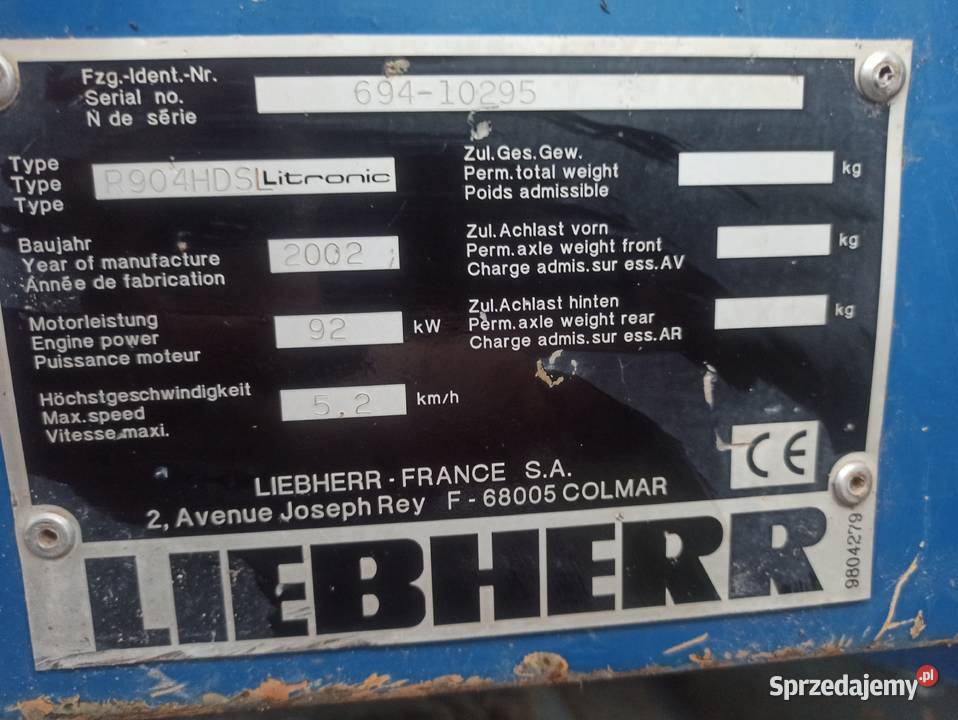 Fzg.-Ident.-Nr.
Serial no.
N de série
694-10295
Type
Type
Type
R904HDSL Litronic
Baujahr
Year of manufacture
Année de fabrication
2002
Motorleistung
Engine power
Puissance moteur
92 kW
Höchstgeschwindigkeit
Max.speed
Vitesse maxi.
5,2 km/h
Zul.Ges.Gew.
Perm.total weight
Poids admissible
kg
Zul.Achlast vorn
Perm.axle weight front
Charge admis.sur ess.AV
kg
Zul.Achlast hinten
Perm.axle weight rear
Charge admis.sur ess.AR
kg
CE
LIEBHERR - FRANCE S.A.
2, Avenue Joseph Rey F - 68005 COLMAR
LIEBHERR
9804279
Sprzedajemy.pl